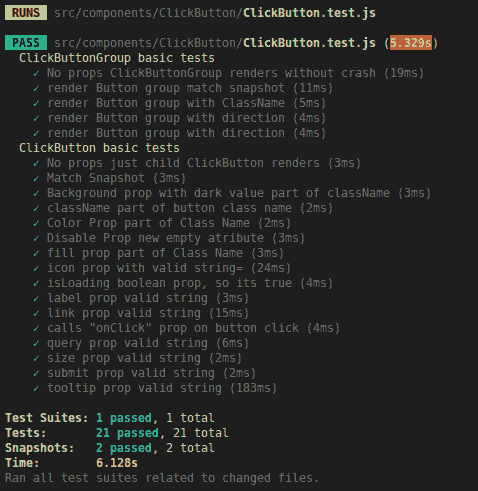 RUNS src/components/ClickButton/ClickButton.test.js
PASS src/components/ClickButton/ClickButton.test.js (5.329s)
ClickButtonGroup basic tests
✓ No props ClickButtonGroup renders without crash (19ms)
✓ render Button group match snapshot (11ms)
✓ render Button group with ClassName (5ms)
✓ render Button group with direction (4ms)
✓ render Button group with direction (4ms)
ClickButton basic tests
✓ No props just child ClickButton renders (3ms)
✓ Match Snapshot (3ms)
✓ Background prop with dark value part of className (3ms)
✓ className part of button class name (2ms)
✓ Color Prop part of Class Name (2ms)
✓ Disable Prop new empty atribute (3ms)
✓ fill prop part of Class Name (3ms)
✓ icon prop with valid string= (24ms)
✓ isLoading boolean prop, so its true (4ms)
✓ label prop valid string (3ms)
✓ link prop valid string (15ms)
✓ calls "onClick" prop on button click (4ms)
✓ query prop valid string (6ms)
✓ size prop valid string (2ms)
✓ submit prop valid string (2ms)
✓ tooltip prop valid string (183ms)
Test Suites: 1 passed, 1 total
Tests: 21 passed, 21 total
Snapshots: 2 passed, 2 total
Time: 6.128s
Ran all test suites related to changed files.